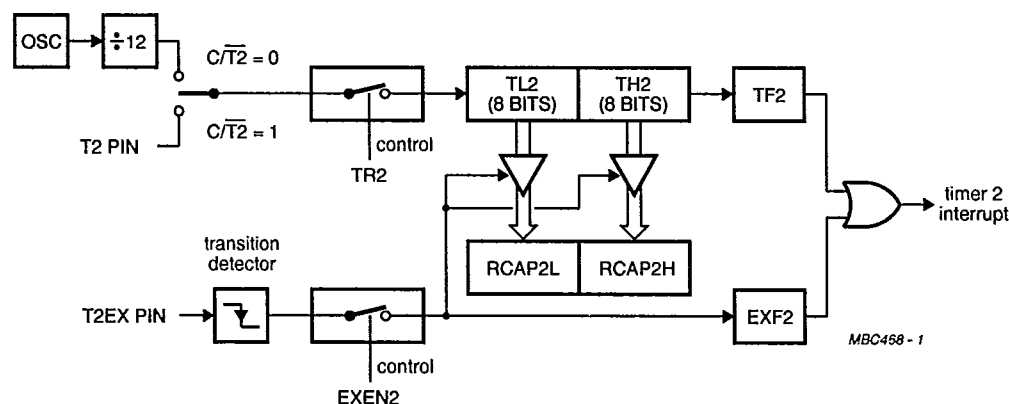 OSC
÷12
C/T2 = 0
C/T2 = 1
T2 PIN
control
TR2
TL2
(8 BITS)
TH2
(8 BITS)
TF2
timer 2
interrupt
RCAP2L
RCAP2H
transition
detector
T2EX PIN
control
EXEN2
EXF2
MBC468 - 1